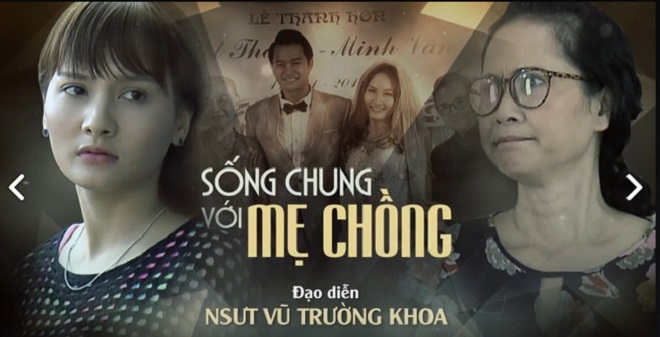 LỄ THÀNH HÔN
Minh Vân
SỐNG CHUNG
VỚI MẸ CHỒNG
Đạo diễn
NSƯT VŨ TRƯỜNG KHOA